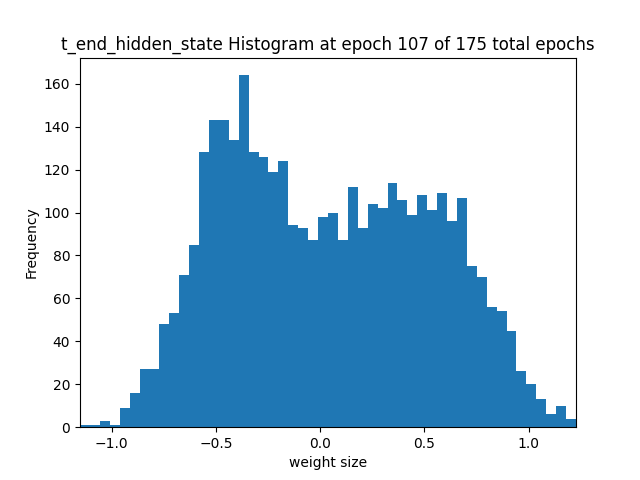 t_end_hidden_state Histogram at epoch 107 of 175 total epochs
160
140
120
100
80
60
40
20
0
Frequency
−1.0 −0.5 0.0 0.5 1.0
weight size